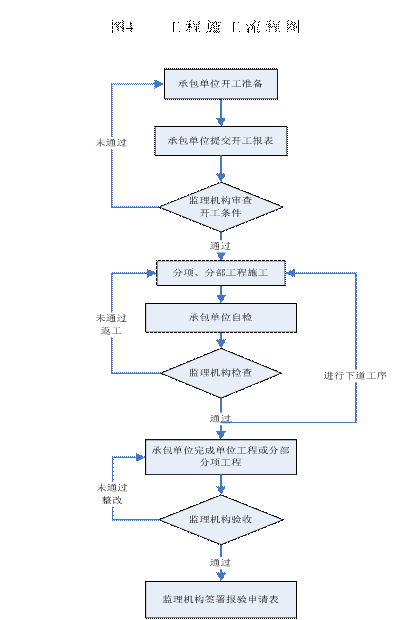 图4 工程施工流程图
承包单位开工准备
未通过
承包单位提交开工报表
监理机构审查
开工条件
通过
分项、分部工程施工
未通过
返工
承包单位自检
监理机构检查
进行下道工序
通过
承包单位完成单位工程或分部
分项工程
未通过
整改
监理机构验收
通过
监理机构签署报验申请表